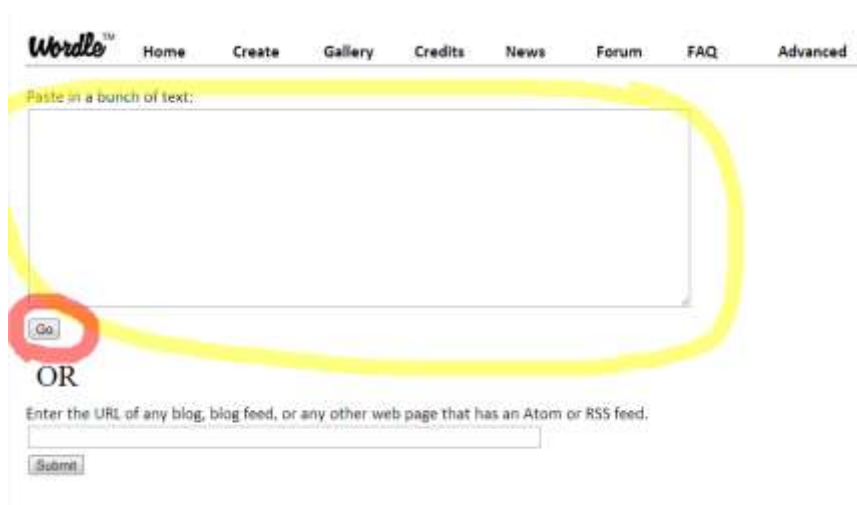 Wordle™ Home Create Gallery Credits News Forum FAQ Advanced
Paste in a bunch of text:
Go
OR
Enter the URL of any blog, blog feed, or any other web page that has an Atom or RSS feed.
Submit